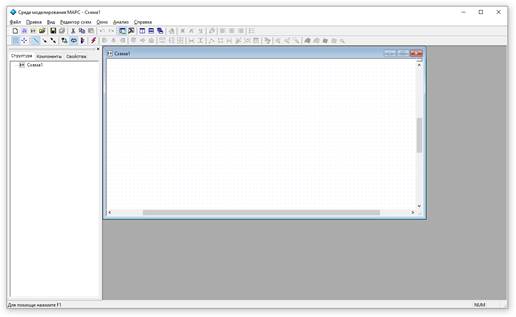 Среда моделирования МАРС - Схема1
Файл Правка Вид Редактор схем Окно Анализ Справка
Структура Компоненты Свойства
Схема1
Схема1
Для помощи нажмите F1
NUM